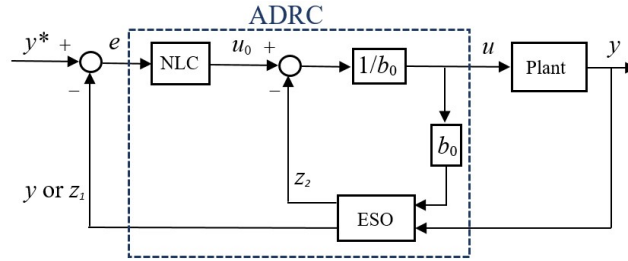 ADRC
y* + e NLC u₀ + 1/b₀ u Plant y
− −
b₀
y or z₁ z₂
ESO